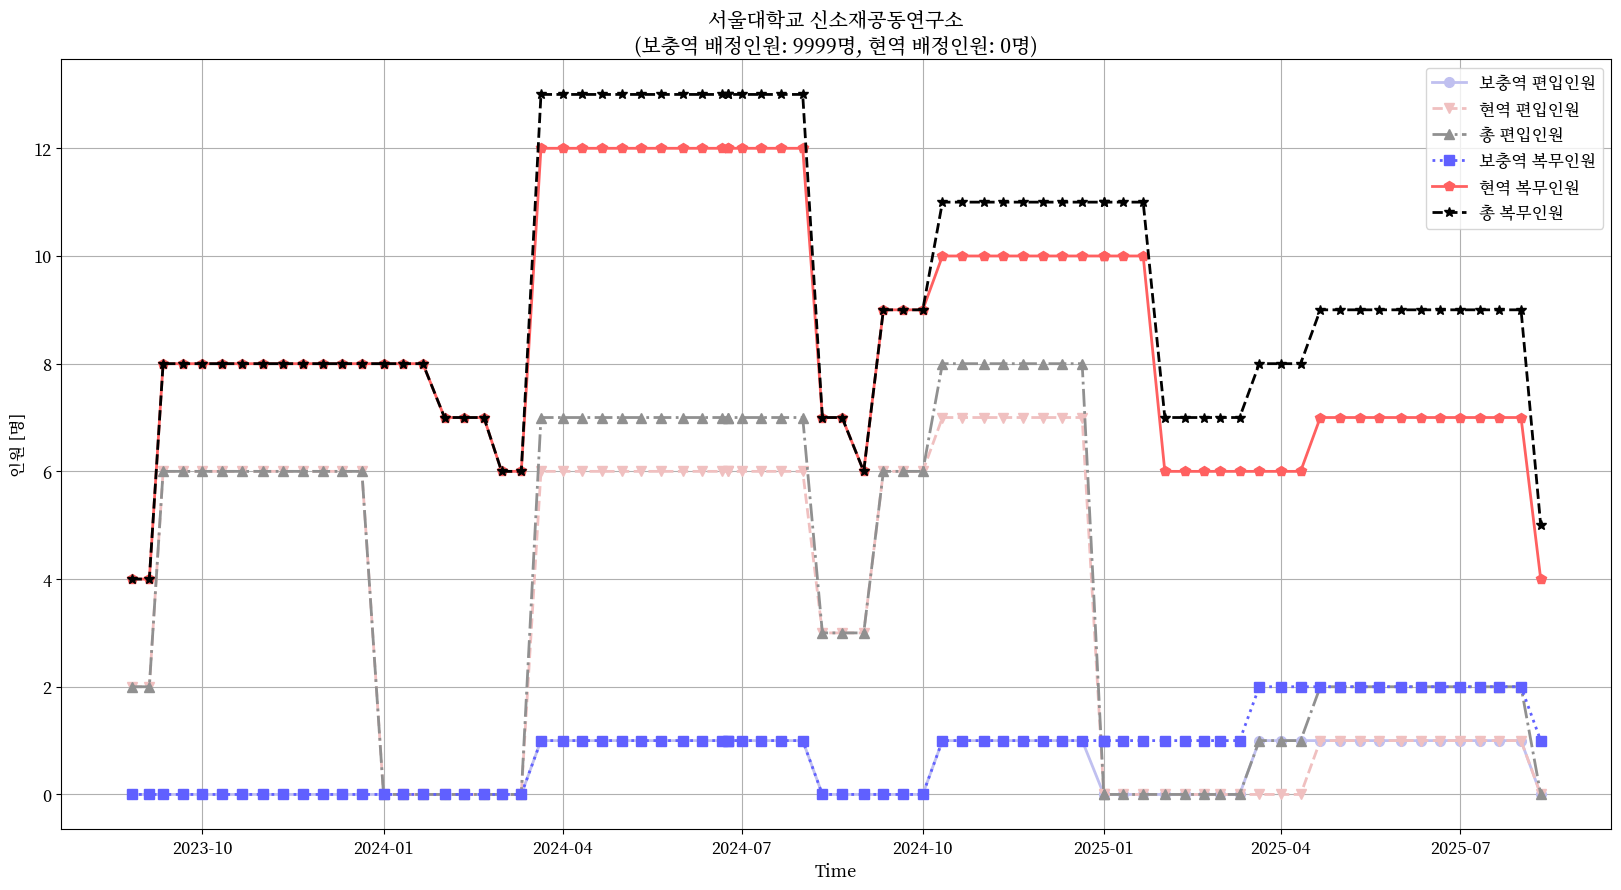 서울대학교 신소재공동연구소
(보충역 배정인원: 9999명, 현역 배정인원: 0명)
보충역 편입인원
현역 편입인원
총 편입인원
보충역 복무인원
현역 복무인원
총 복무인원
인원 [명]
12
10
8
6
4
2
0
2023-10
2024-01
2024-04
2024-07
2024-10
2025-01
2025-04
2025-07
Time